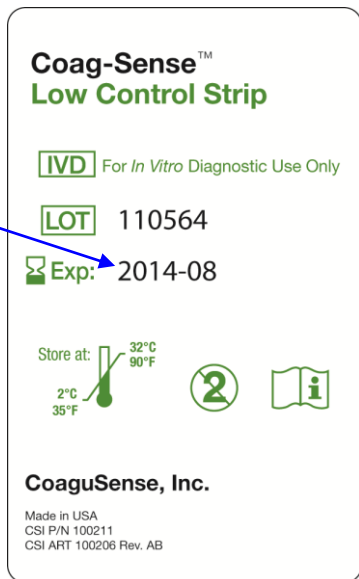 Coag-Sense™
Low Control Strip
IVD For In Vitro Diagnostic Use Only
LOT 110564
Exp: 2014-08
Store at: 32°C
90°F
2°C
35°F
2
i
CoaguSense, Inc.
Made in USA
CSI P/N 100211
CSI ART 100206 Rev. AB